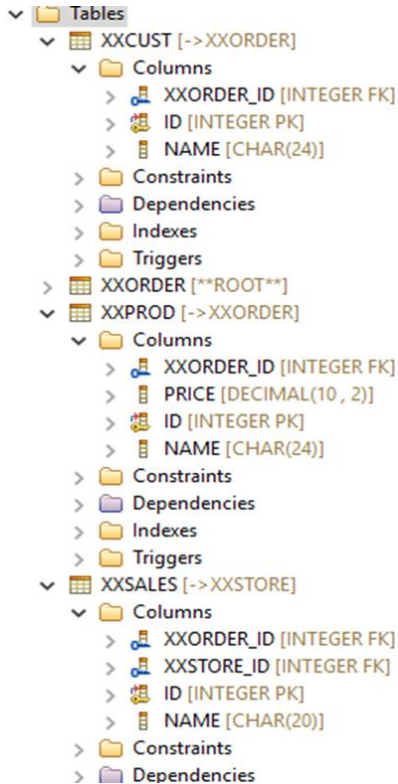 Tables
XXCUST [->XXORDER]
Columns
XXORDER_ID [INTEGER FK]
ID [INTEGER PK]
NAME [CHAR(24)]
Constraints
Dependencies
Indexes
Triggers
XXORDER [**ROOT**]
XXPROD [->XXORDER]
Columns
XXORDER_ID [INTEGER FK]
PRICE [DECIMAL(10 , 2)]
ID [INTEGER PK]
NAME [CHAR(24)]
Constraints
Dependencies
Indexes
Triggers
XXSALES [->XXSTORE]
Columns
XXORDER_ID [INTEGER FK]
XXSTORE_ID [INTEGER FK]
ID [INTEGER PK]
NAME [CHAR(20)]
Constraints
Dependencies